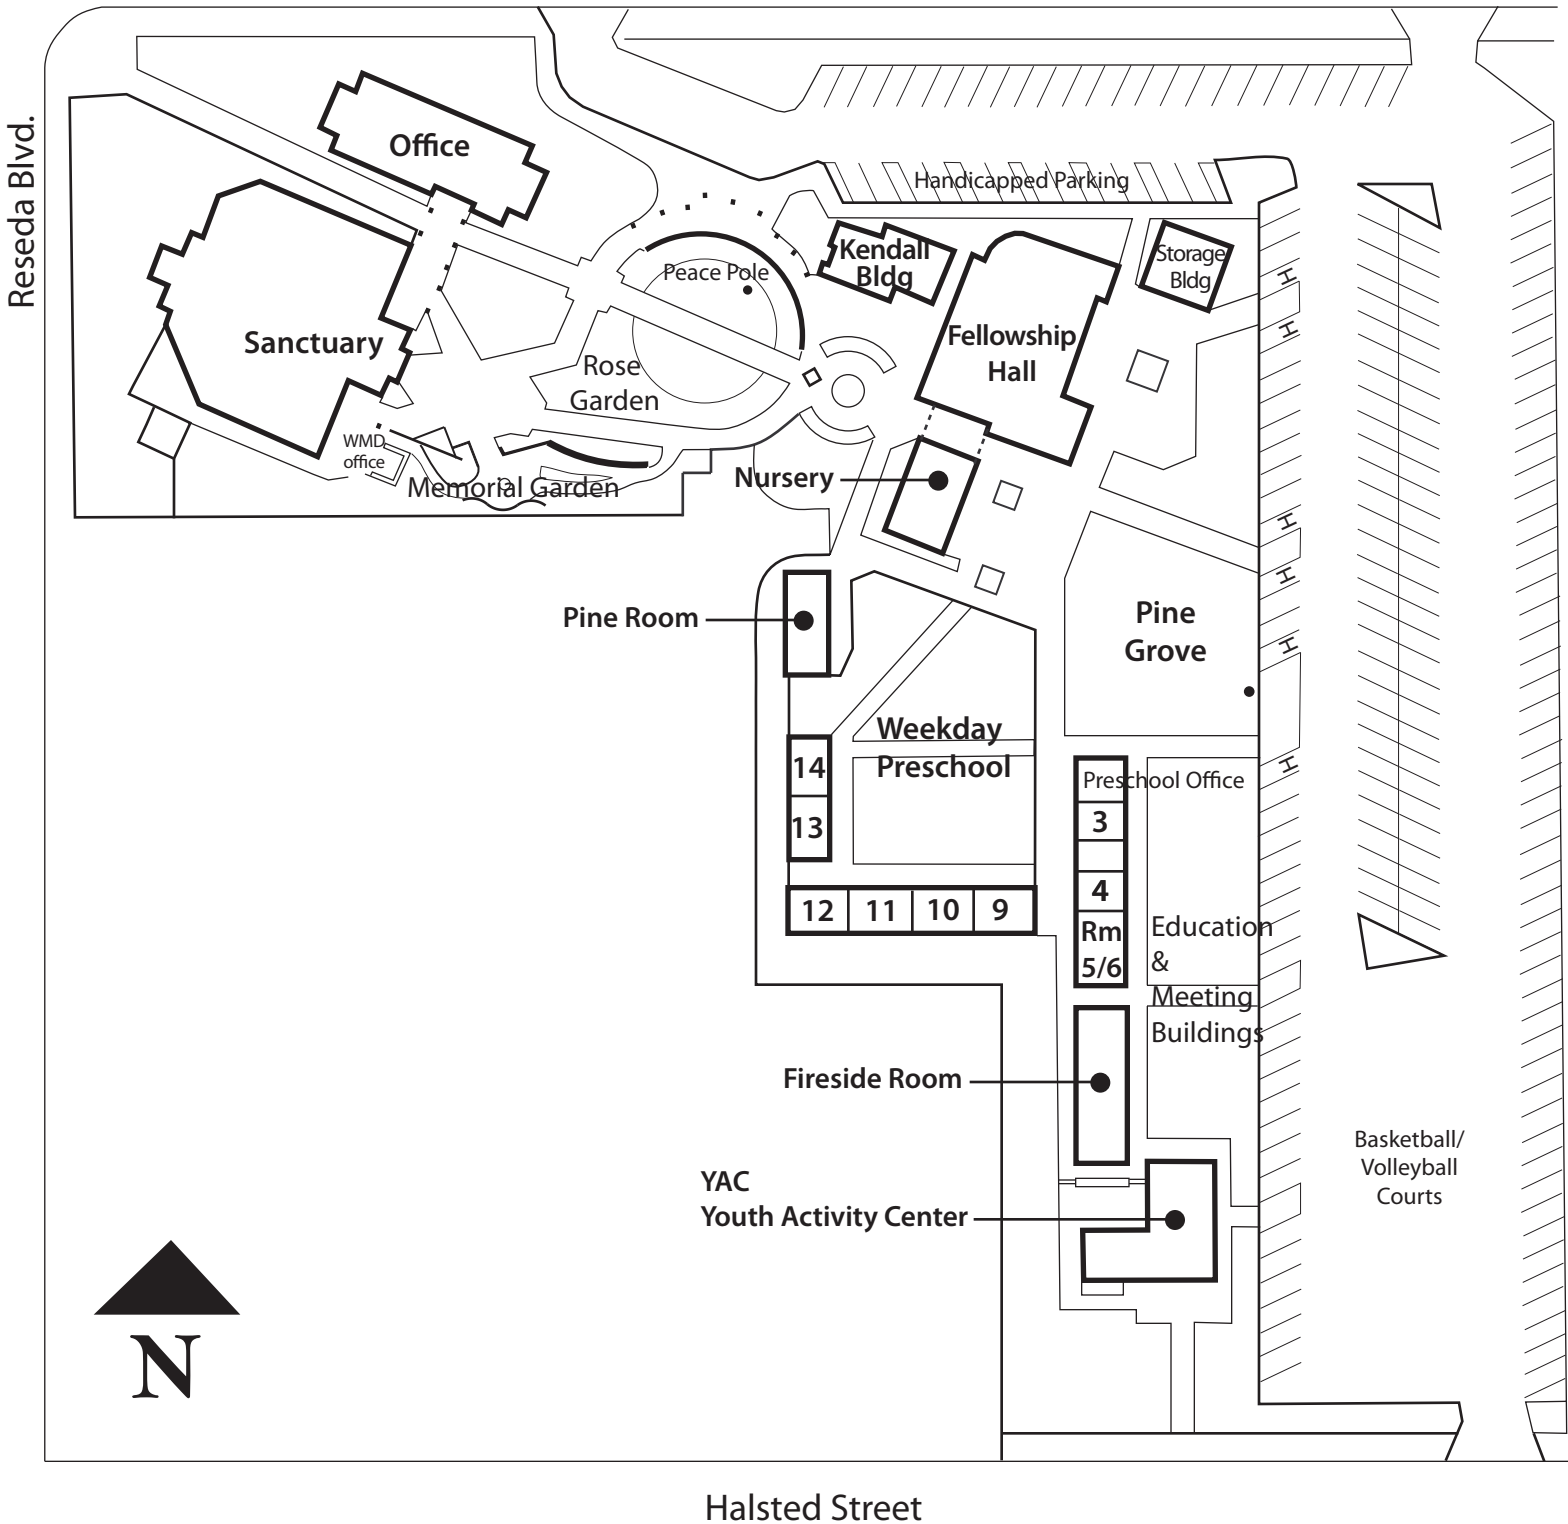 Reseda Blvd.
Office
Handicapped Parking
Sanctuary
Peace Pole
Kendall
Bldg
Storage
Bldg
Fellowship
Hall
Rose
Garden
WMD
office
Memorial Garden
Nursery
Pine Room
Pine
Grove
Weekday
Preschool
14
13
12
11
10
9
Preschool Office
3
4
Rm
5/6
Education
&
Meeting
Buildings
Fireside Room
YAC
Youth Activity Center
Basketball/
Volleyball
Courts
H
H
H
H
H
H
N
Halsted Street